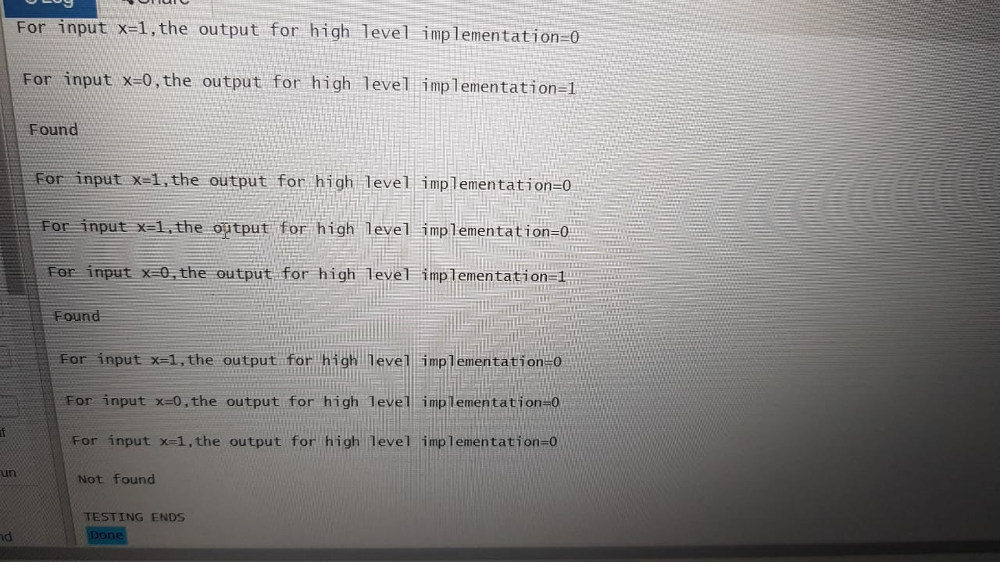 Log Share
For input x=1,the output for high level implementation=0
For input x=0,the output for high level implementation=1
Found
For input x=1,the output for high level implementation=0
For input x=1,the output for high level implementation=0
For input x=0,the output for high level implementation=1
Found
For input x=1,the output for high level implementation=0
For input x=0,the output for high level implementation=0
For input x=1,the output for high level implementation=0
Not found
TESTING ENDS
Done